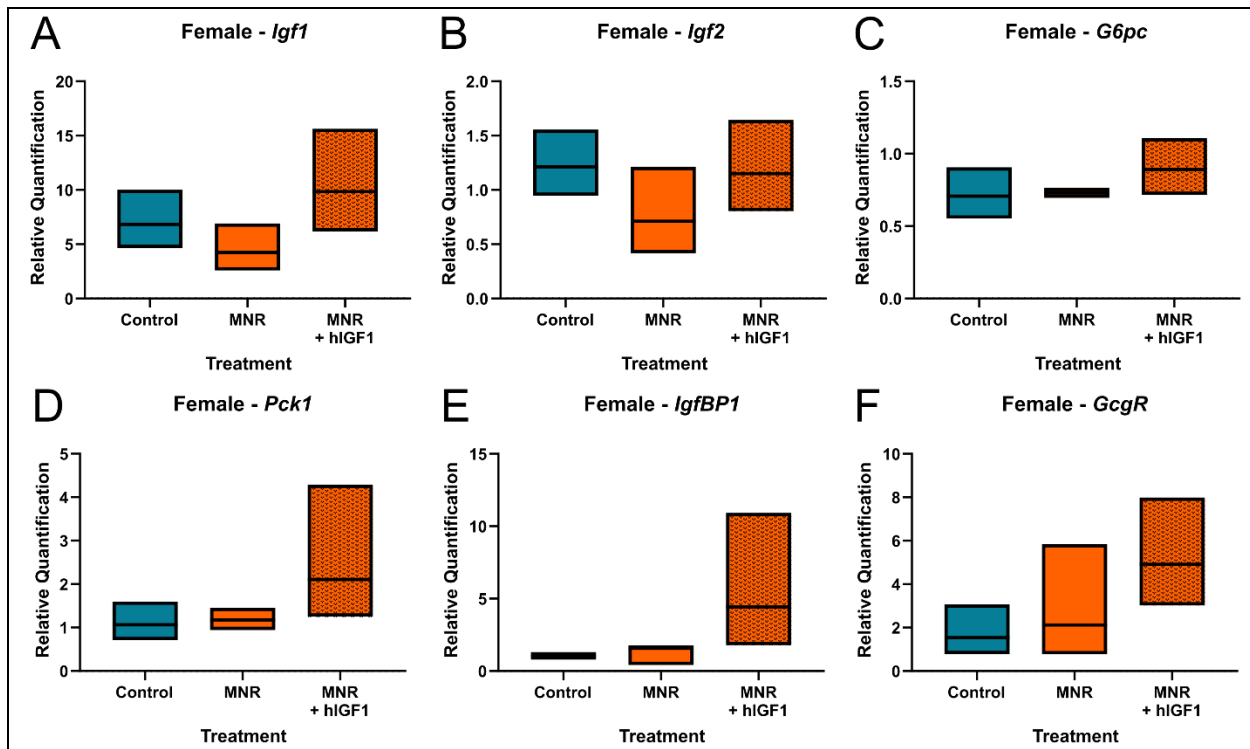 A
Female - Igf1
Relative Quantification
20
15
10
5
0
Control
MNR
MNR
+ hIGF1
Treatment
B
Female - Igf2
Relative Quantification
2.0
1.5
1.0
0.5
0.0
Control
MNR
MNR
+ hIGF1
Treatment
C
Female - G6pc
Relative Quantification
1.5
1.0
0.5
0.0
Control
MNR
MNR
+ hIGF1
Treatment
D
Female - Pck1
Relative Quantification
5
4
3
2
1
0
Control
MNR
MNR
+ hIGF1
Treatment
E
Female - IgfBP1
Relative Quantification
15
10
5
0
Control
MNR
MNR
+ hIGF1
Treatment
F
Female - GcgR
Relative Quantification
10
8
6
4
2
0
Control
MNR
MNR
+ hIGF1
Treatment